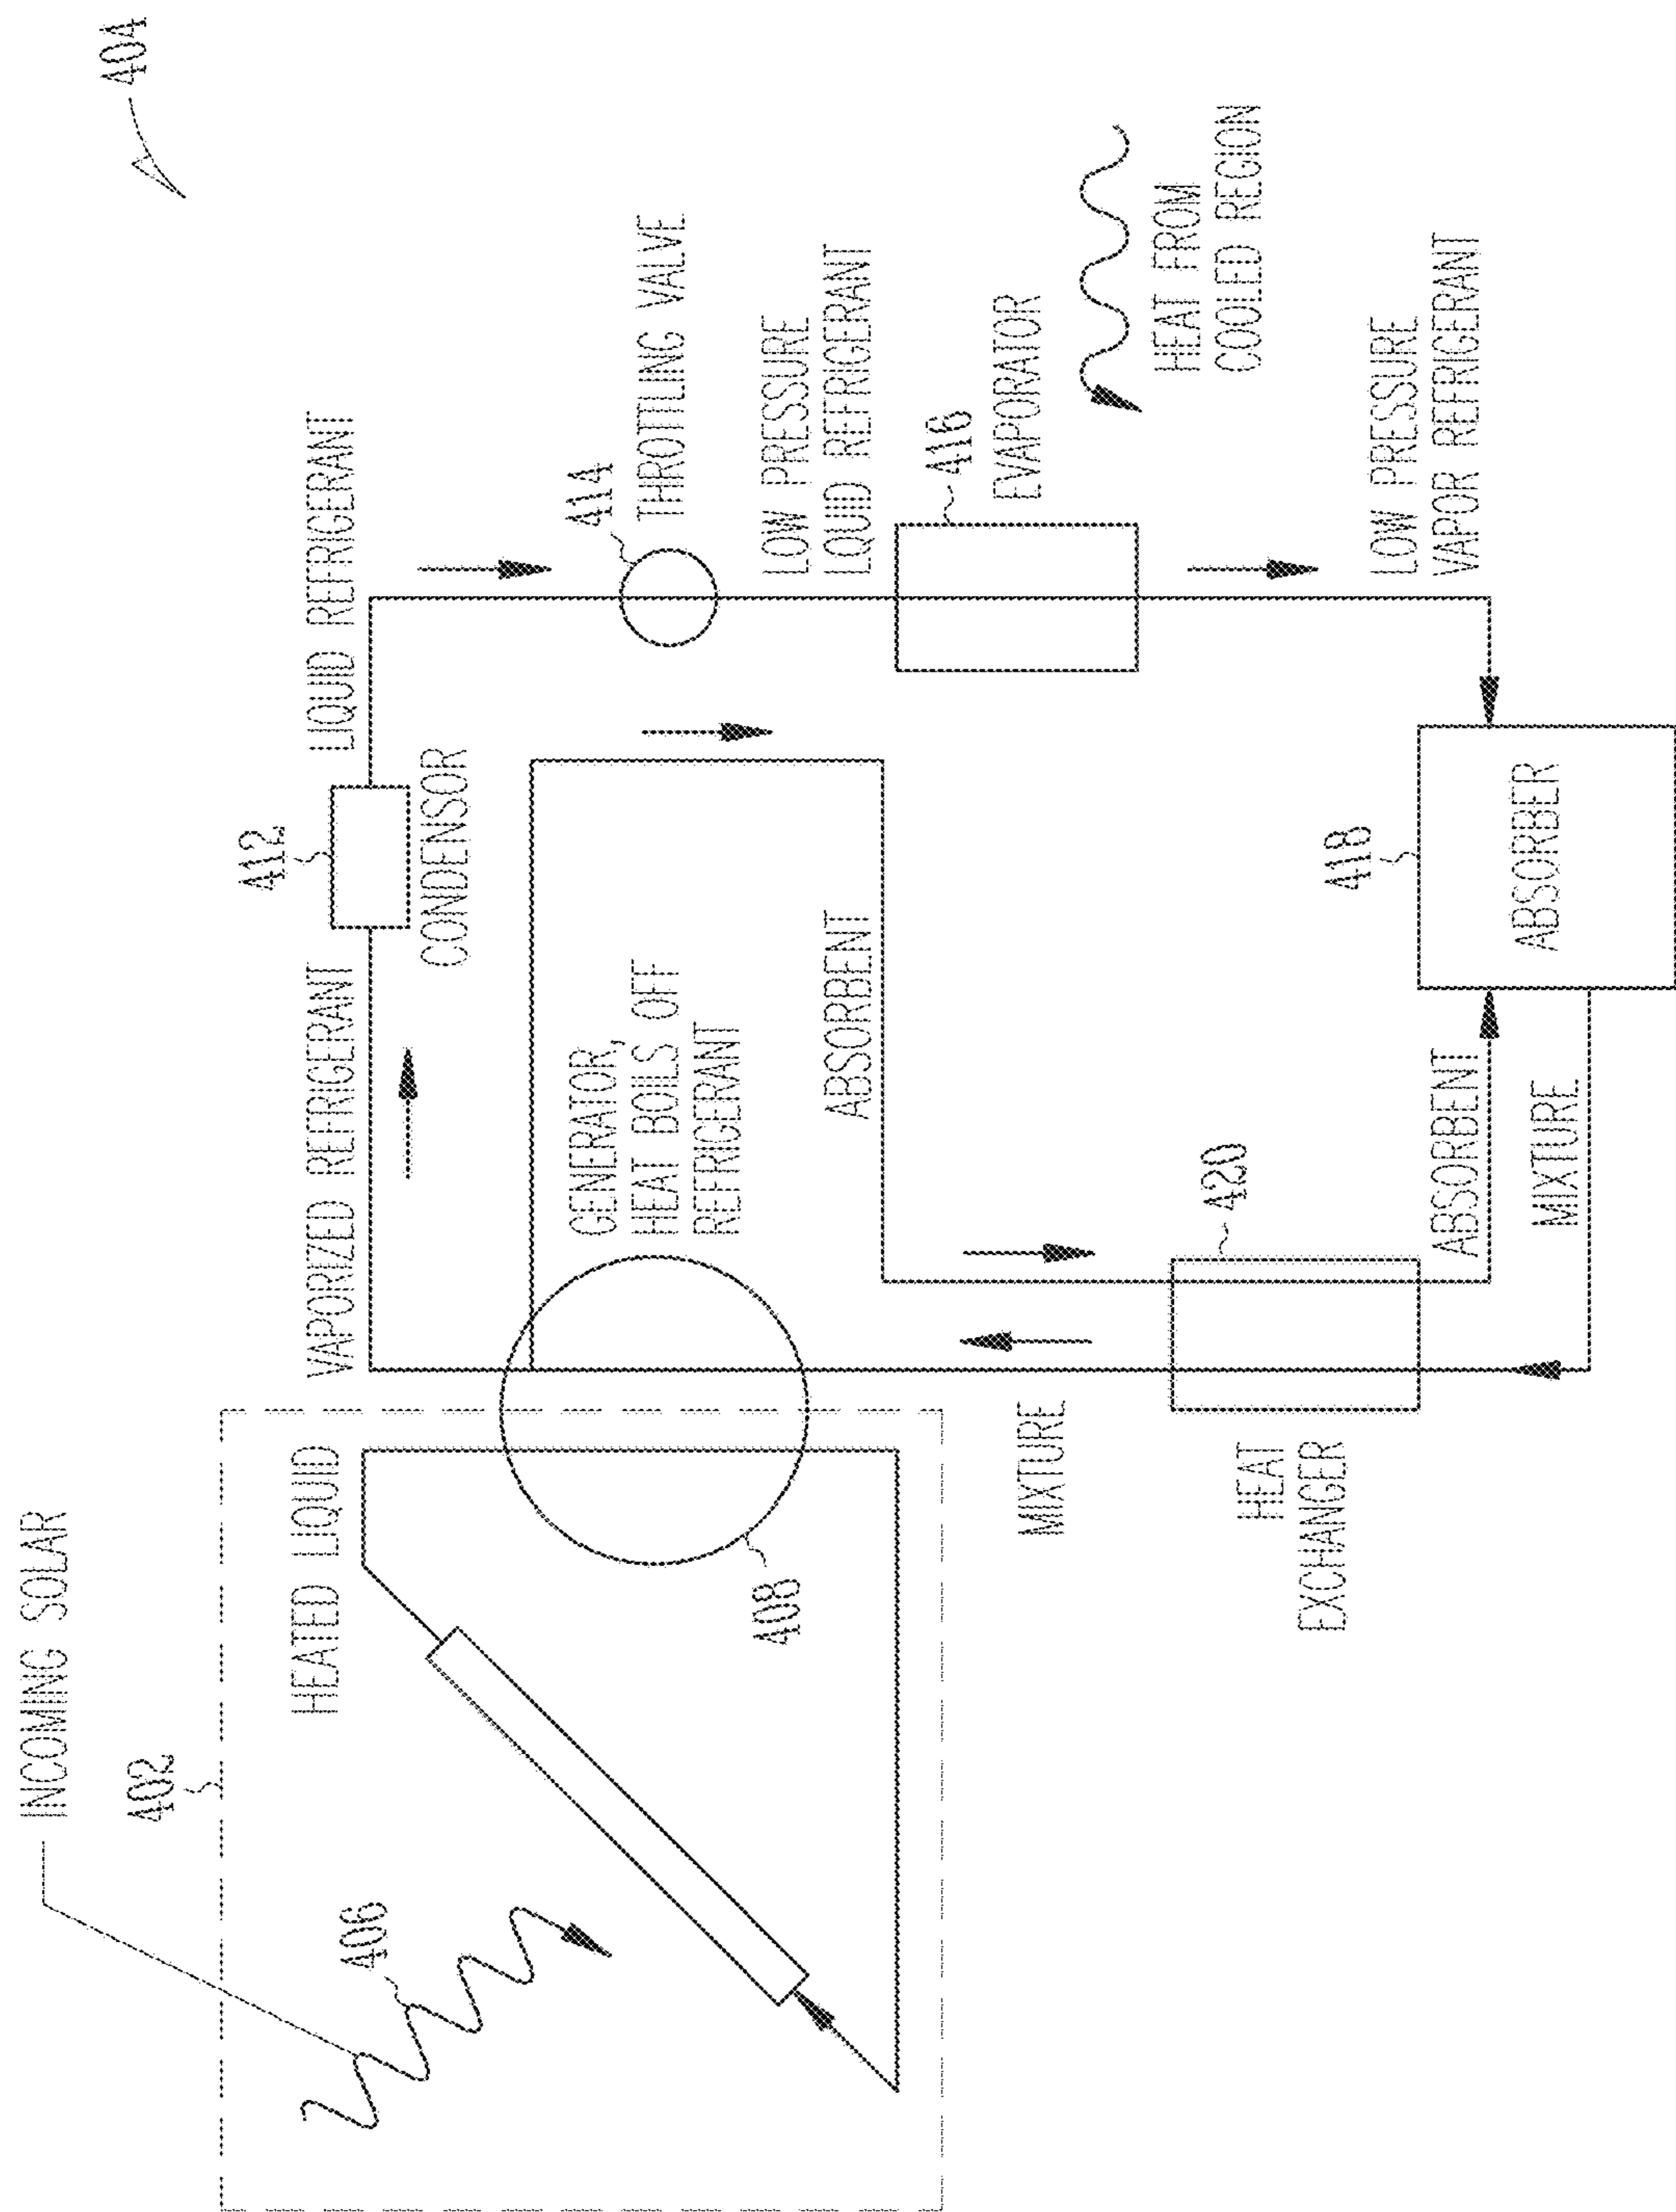 404
INCOMING SOLAR
402
406
HEATED LIQUID
408
VAPORIZED REFRIGERANT
412
CONDENSOR
LIQUID REFRIGERANT
GENERATOR,
HEAT BOILS OFF
REFRIGERANT
414
THROTTLING VALVE
LOW PRESSURE
LIQUID REFRIGERANT
ABSORBENT
416
EVAPORATOR
HEAT FROM
COOLED REGION
MIXTURE
420
HEAT
EXCHANGER
LOW PRESSURE
VAPOR REFRIGERANT
418
ABSORBER
ABSORBENT
MIXTURE